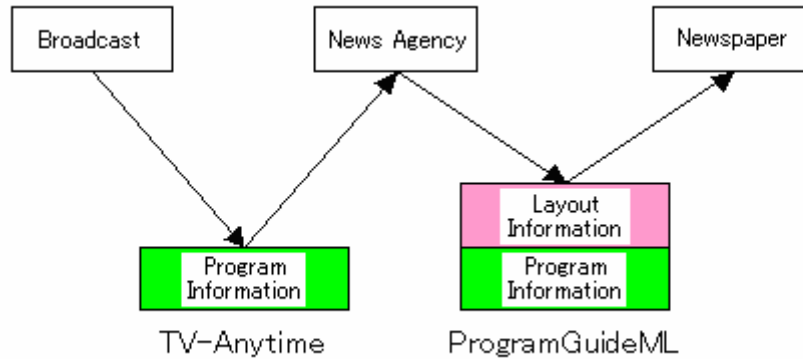 Broadcast
News Agency
Newspaper
Layout
Information
Program
Information
Program
Information
TV-Anytime
ProgramGuideML